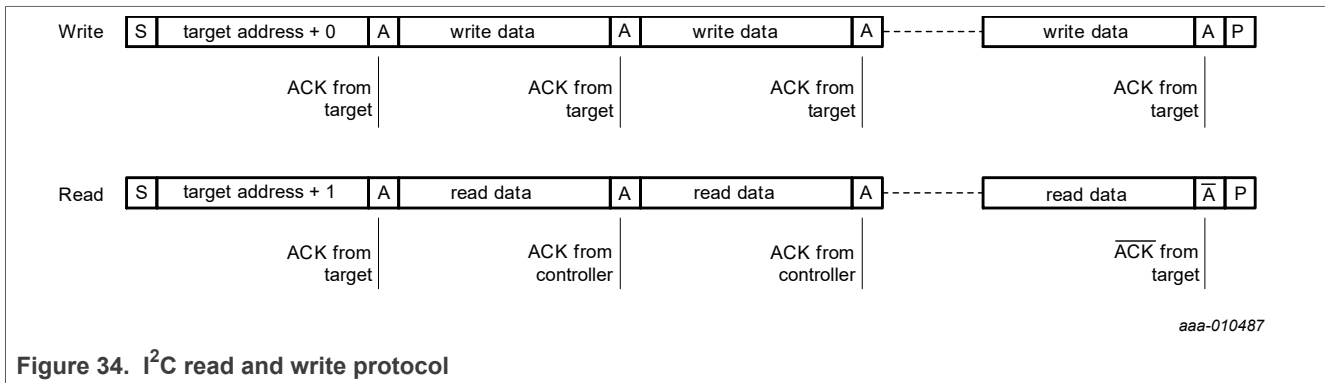 Write S target address + 0 A write data A write data A write data A P
ACK from target ACK from target ACK from target ACK from target
Read S target address + 1 A read data A read data A read data A̅ P
ACK from target ACK from controller ACK from controller A̅C̅K̅ from target
aaa-010487
Figure 34. I²C read and write protocol